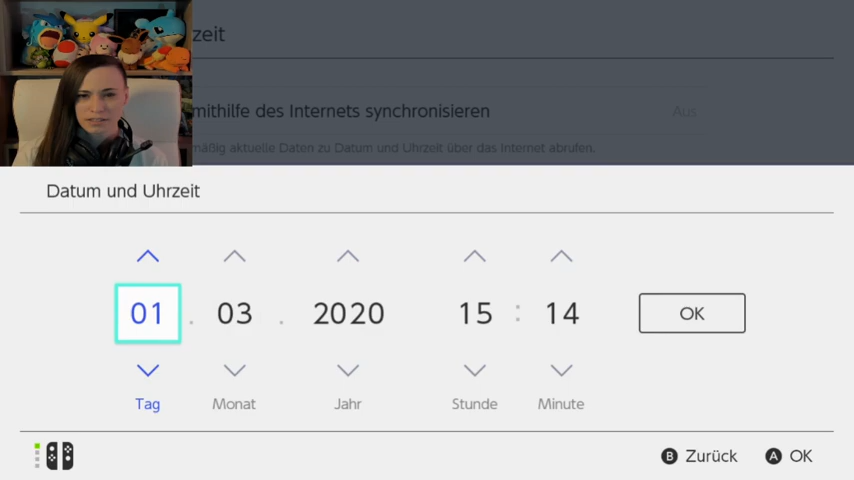 zeit
mithilfe des Internets synchronisieren Aus
mäßig aktuelle Daten zu Datum und Uhrzeit über das Internet abrufen.
Datum und Uhrzeit
01 . 03 . 2020 15 : 14 OK
Tag Monat Jahr Stunde Minute
B Zurück A OK